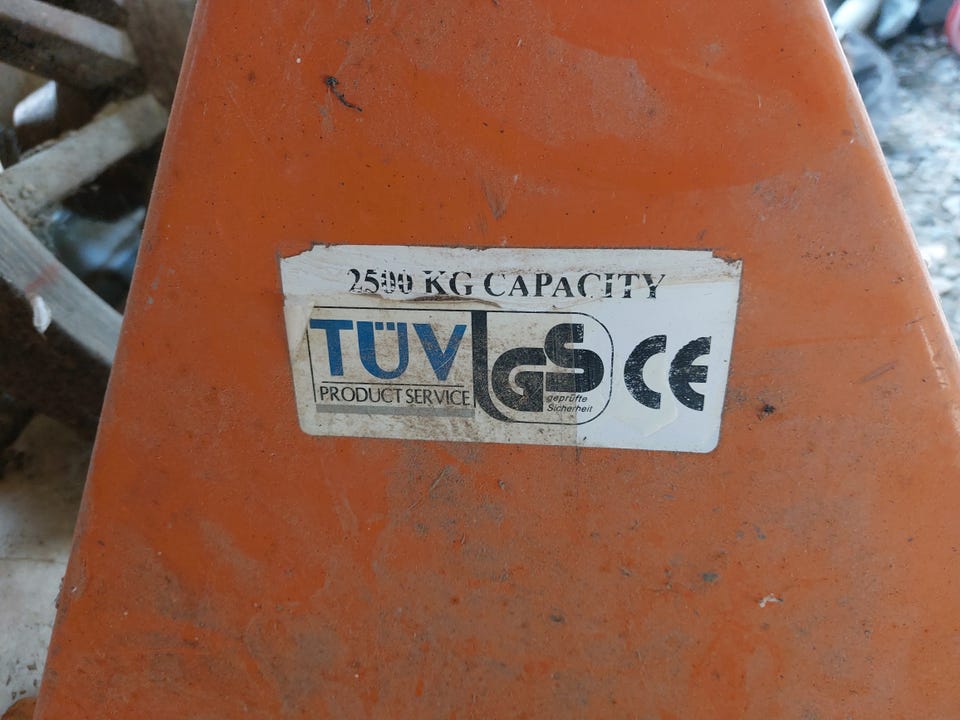 2500 KG CAPACITY
TÜV
PRODUCT SERVICE
GS
geprüfte
Sicherheit
CE